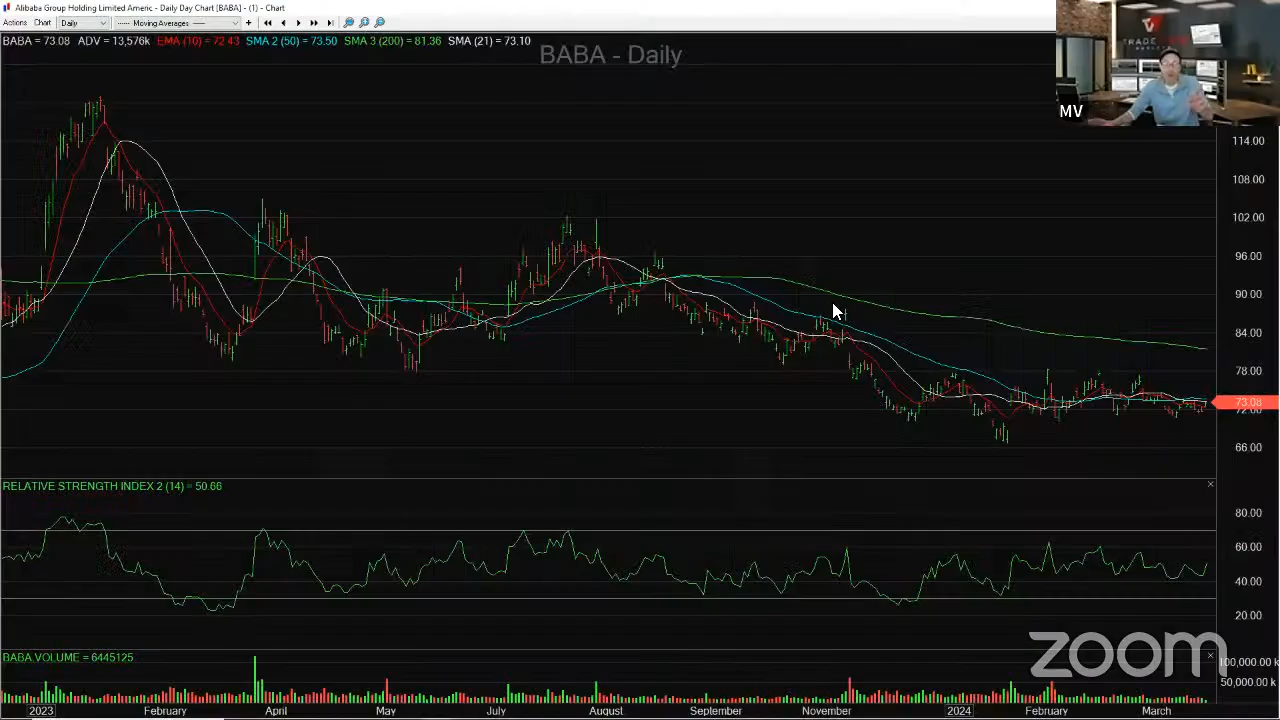 Alibaba Group Holding Limited Americ - Daily Day Chart [BABA] - (1) - Chart
Actions Chart Daily Moving Averages
BABA = 73.08 ADV = 13,576k EMA (10) = 72.43 SMA 2 (50) = 73.50 SMA 3 (200) = 81.36 SMA (21) = 73.10
BABA - Daily
MV
114.00
108.00
102.00
96.00
90.00
84.00
78.00
73.08
72.00
66.00
RELATIVE STRENGTH INDEX 2 (14) = 50.66
80.00
60.00
40.00
20.00
zoom
BABA VOLUME = 6445125
100,000.00 k
50,000.00 k
2023 February April May July August September November 2024 February March